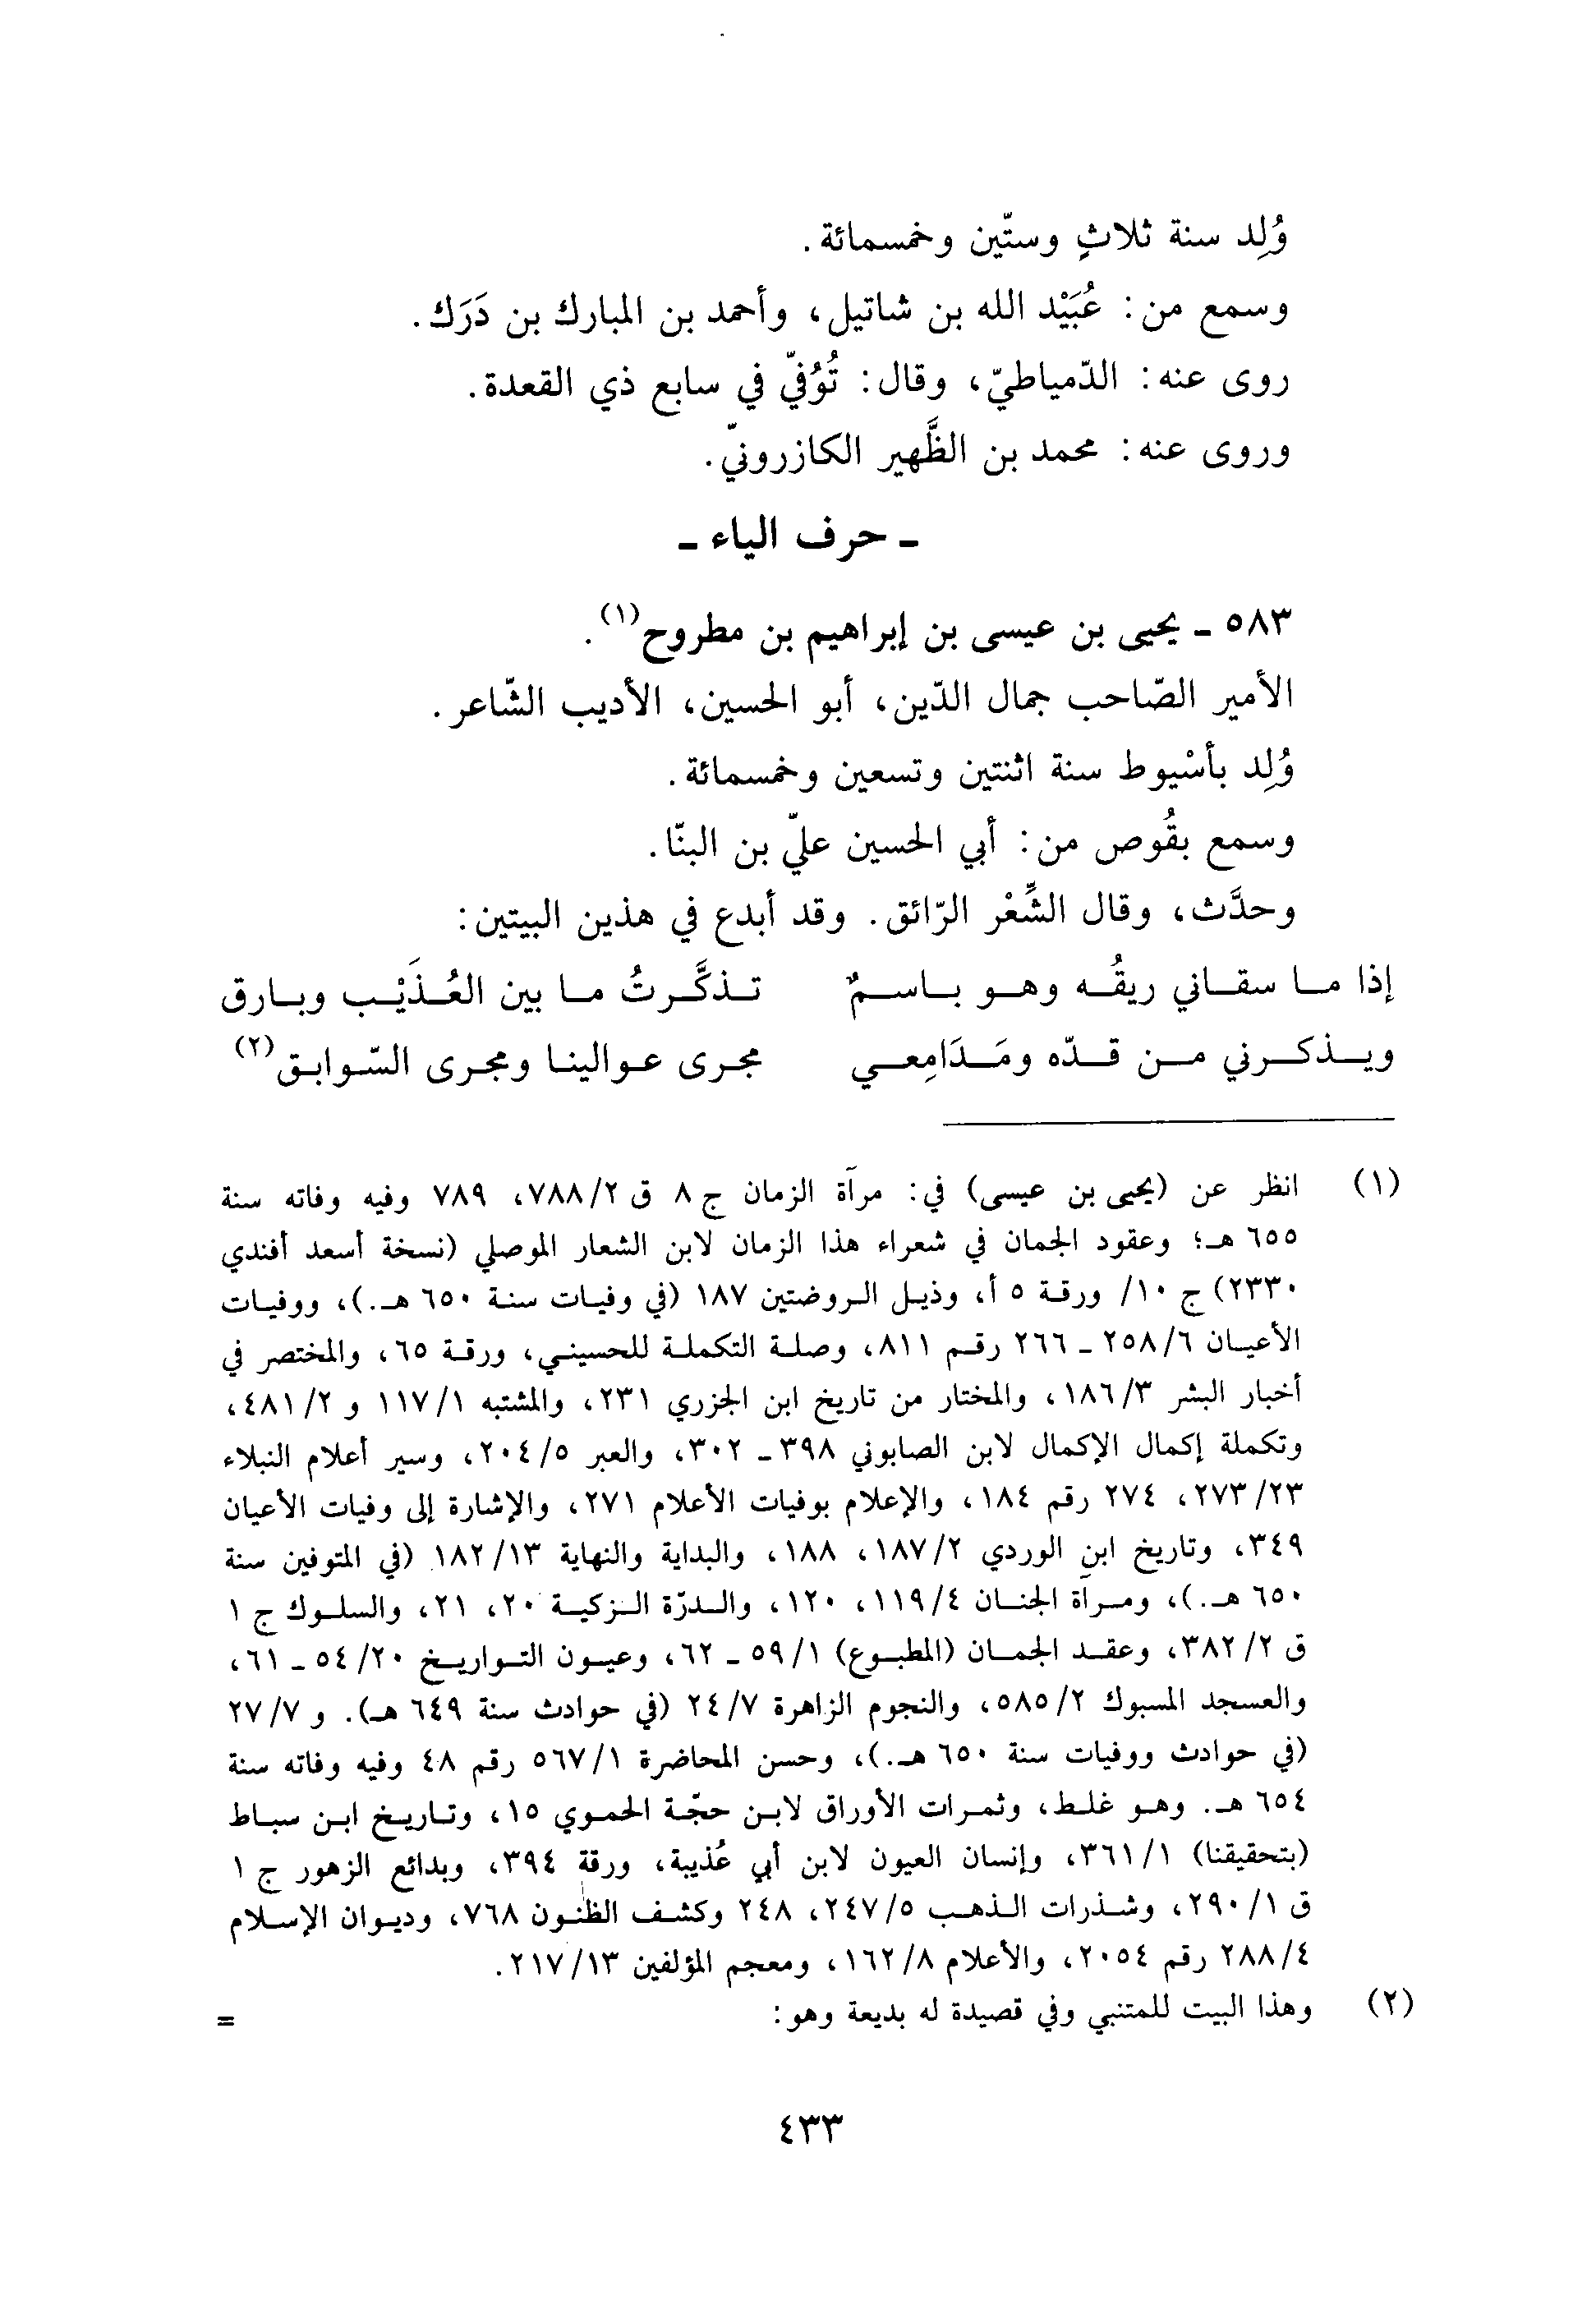 وُلِد سنة ثلاثٍ وستّين وخمسمائة.
وسمع من: عُبَيْد الله بن شاتيل، وأحمد بن المبارك بن دَرَك.
روى عنه: الدّمياطيّ، وقال: تُوُفّي في سابع ذي القعدة.
وروى عنه: محمد بن الظَّهير الكازرونيّ.
ـ حرف الياء ـ
٥٨٣ ـ يحيى بن عيسى بن إبراهيم بن مطروح(١).
الأمير الصّاحب جمال الدّين، أبو الحسين، الأديب الشّاعر.
وُلِد بأسْيوط سنة اثنتين وتسعين وخمسمائة.
وسمع بقُوص من: أبي الحسين عليّ بن البنّا.
وحدَّث، وقال الشِّعْر الرّائق. وقد أبدع في هذين البيتين:
إذا ما سقاني ريقُه وهو باسمٌ تذكَّرتُ ما بين العُذَيْب وبارق
ويذكرني من قدّه ومَدَامِعي مجرى عوالينا ومجرى السّوابق(٢)
(١) انظر عن (يحيى بن عيسى) في: مرآة الزمان ج ٨ ق ٢/ ٧٨٨، ٧٨٩ وفيه وفاته سنة
٦٥٥ هـ؛ وعقود الجمان في شعراء هذا الزمان لابن الشعار الموصلي (نسخة أسعد أفندي
٢٣٣٠) ج ١٠/ ورقة ٥ أ، وذيل الروضتين ١٨٧ (في وفيات سنة ٦٥٠ هـ.)، ووفيات
الأعيان ٦/ ٢٥٨ ـ ٢٦٦ رقم ٨١١، وصلة التكملة للحسيني، ورقة ٦٥، والمختصر في
أخبار البشر ٣/ ١٨٦، والمختار من تاريخ ابن الجزري ٢٣١، والمشتبه ١/ ١١٧ و ٢/ ٤٨١،
وتكملة إكمال الإكمال لابن الصابوني ٣٩٨ ـ ٣٠٢، والعبر ٥/ ٢٠٤، وسير أعلام النبلاء
٢٣/ ٢٧٣، ٢٧٤ رقم ١٨٤، والإعلام بوفيات الأعلام ٢٧١، والإشارة إلى وفيات الأعيان
٣٤٩، وتاريخ ابن الوردي ٢/ ١٨٧، ١٨٨، والبداية والنهاية ١٣/ ١٨٢ (في المتوفين سنة
٦٥٠ هـ.)، ومرآة الجنان ٤/ ١١٩، ١٢٠، والدرّة الزكية ٢٠، ٢١، والسلوك ج ١
ق ٢/ ٣٨٢، وعقد الجمان (المطبوع) ١/ ٥٩ ـ ٦٢، وعيون التواريخ ٢٠/ ٥٤ ـ ٦١،
والعسجد المسبوك ٢/ ٥٨٥، والنجوم الزاهرة ٧/ ٢٤ (في حوادث سنة ٦٤٩ هـ). و ٧/ ٢٧
(في حوادث ووفيات سنة ٦٥٠ هـ.)، وحسن المحاضرة ١/ ٥٦٧ رقم ٤٨ وفيه وفاته سنة
٦٥٤ هـ. وهو غلط، وثمرات الأوراق لابن حجّة الحموي ١٥، وتاريخ ابن سباط
(بتحقيقنا) ١/ ٣٦١، وإنسان العيون لابن أبي عُذيبة، ورقة ٣٩٤، وبدائع الزهور ج ١
ق ١/ ٢٩٠، وشذرات الذهب ٥/ ٢٤٧، ٢٤٨ وكشف الظنون ٧٦٨، وديوان الإسلام
٤/ ٢٨٨ رقم ٢٠٥٤، والأعلام ٨/ ١٦٢، ومعجم المؤلفين ١٣/ ٢١٧.
(٢) وهذا البيت للمتنبي وفي قصيدة له بديعة وهو: =
٤٣٣